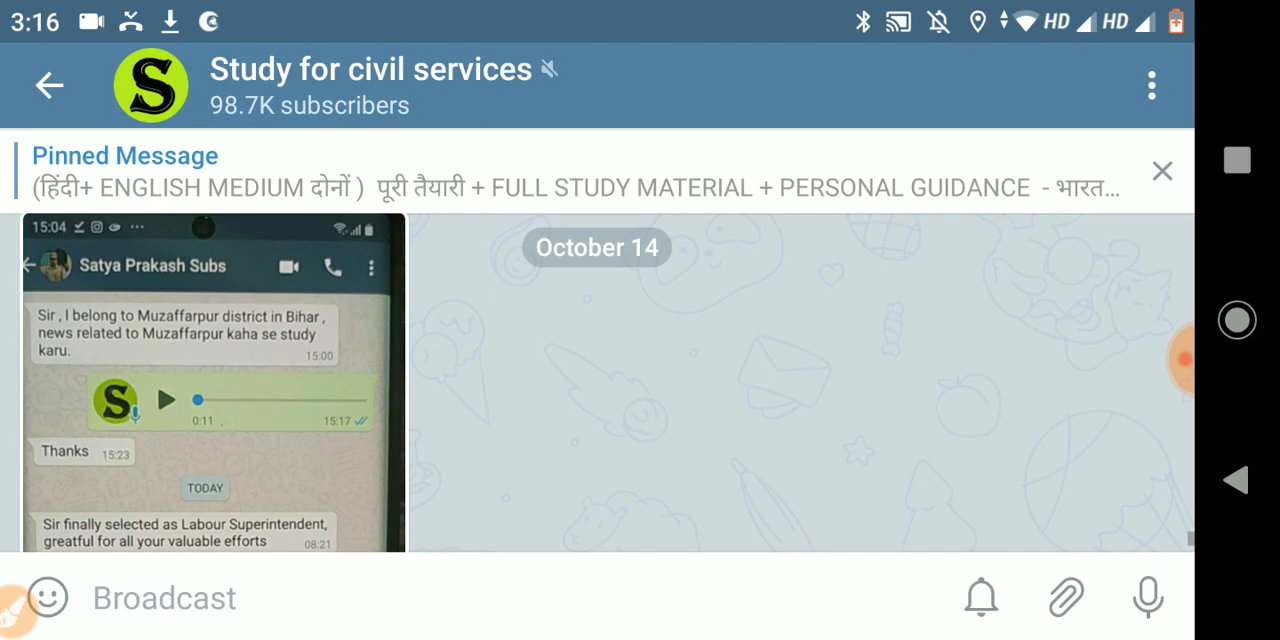 3:16 HD HD
S Study for civil services
98.7K subscribers
Pinned Message
(हिंदी+ ENGLISH MEDIUM दोनों ) पूरी तैयारी + FULL STUDY MATERIAL + PERSONAL GUIDANCE - भारत...
October 14
15:04
Satya Prakash Subs
Sir , I belong to Muzaffarpur district in Bihar ,
news related to Muzaffarpur kaha se study
karu.
15:00
S
0:11 15:17
Thanks 15:23
TODAY
Sir finally selected as Labour Superintendent,
greatful for all your valuable efforts 08:21
Broadcast